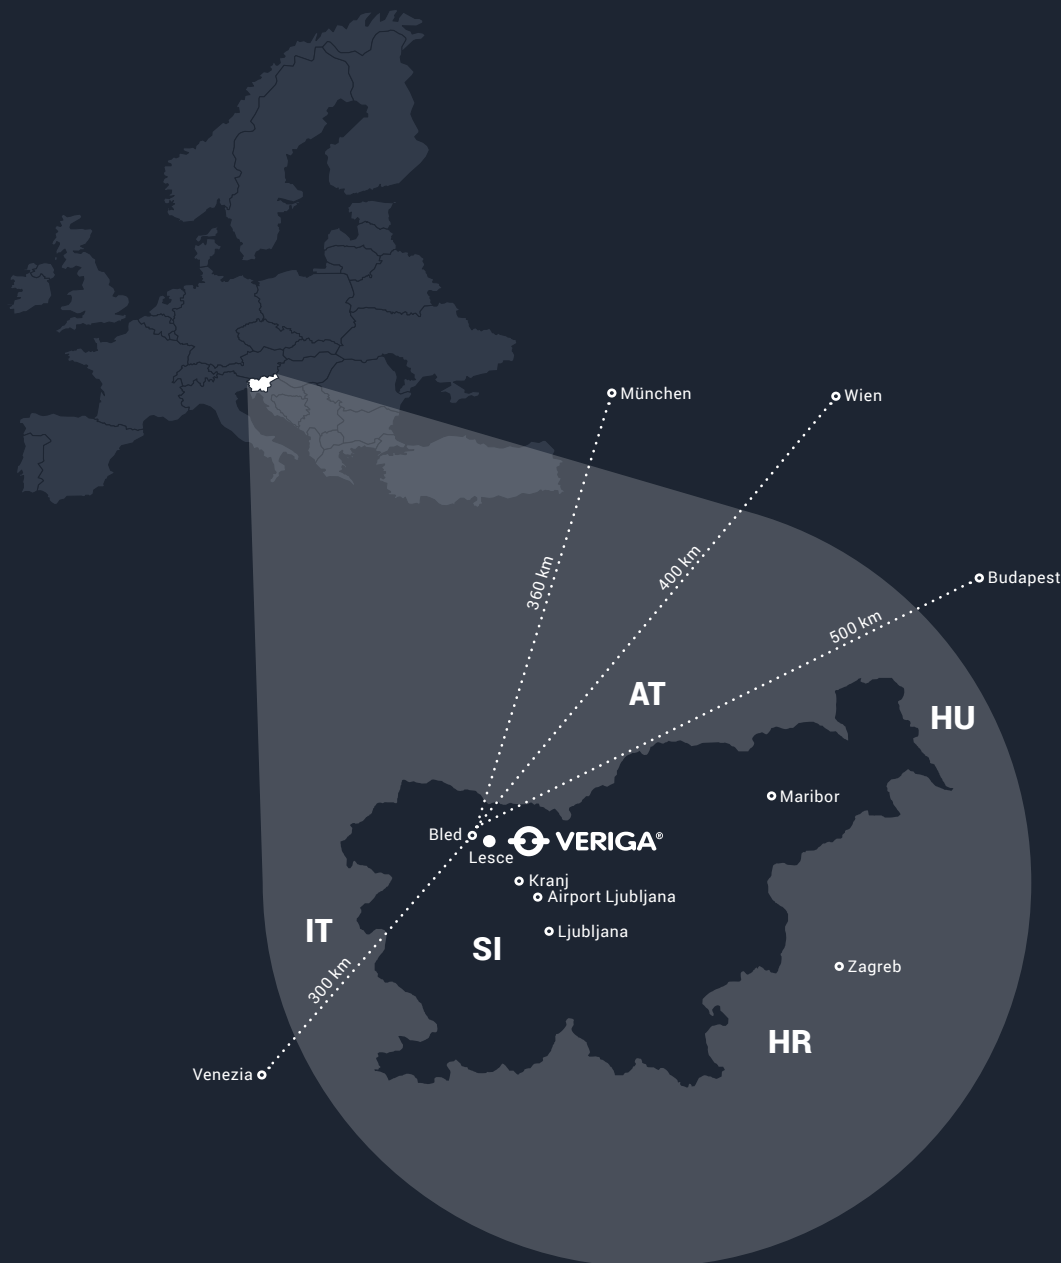 München
Wien
360 km
400 km
Budapest
500 km
AT
HU
Maribor
Bled
VERIGA®
Lesce
Kranj
Airport Ljubljana
IT
Ljubljana
SI
Zagreb
300 km
HR
Venezia